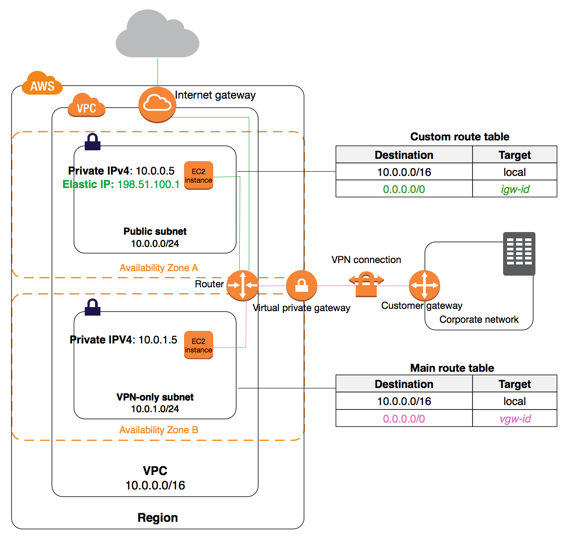 AWS
Internet gateway
VPC
Custom route table
Destination
Target
10.0.0.0/16
local
0.0.0.0/0
igw-id
Private IPv4: 10.0.0.5
Elastic IP: 198.51.100.1
EC2
instance
Public subnet
10.0.0.0/24
Availability Zone A
VPN connection
Router
Virtual private gateway
Customer gateway
Corporate network
Private IPV4: 10.0.1.5
EC2
instance
VPN-only subnet
10.0.1.0/24
Availability Zone B
Main route table
Destination
Target
10.0.0.0/16
local
0.0.0.0/0
vgw-id
VPC
10.0.0.0/16
Region